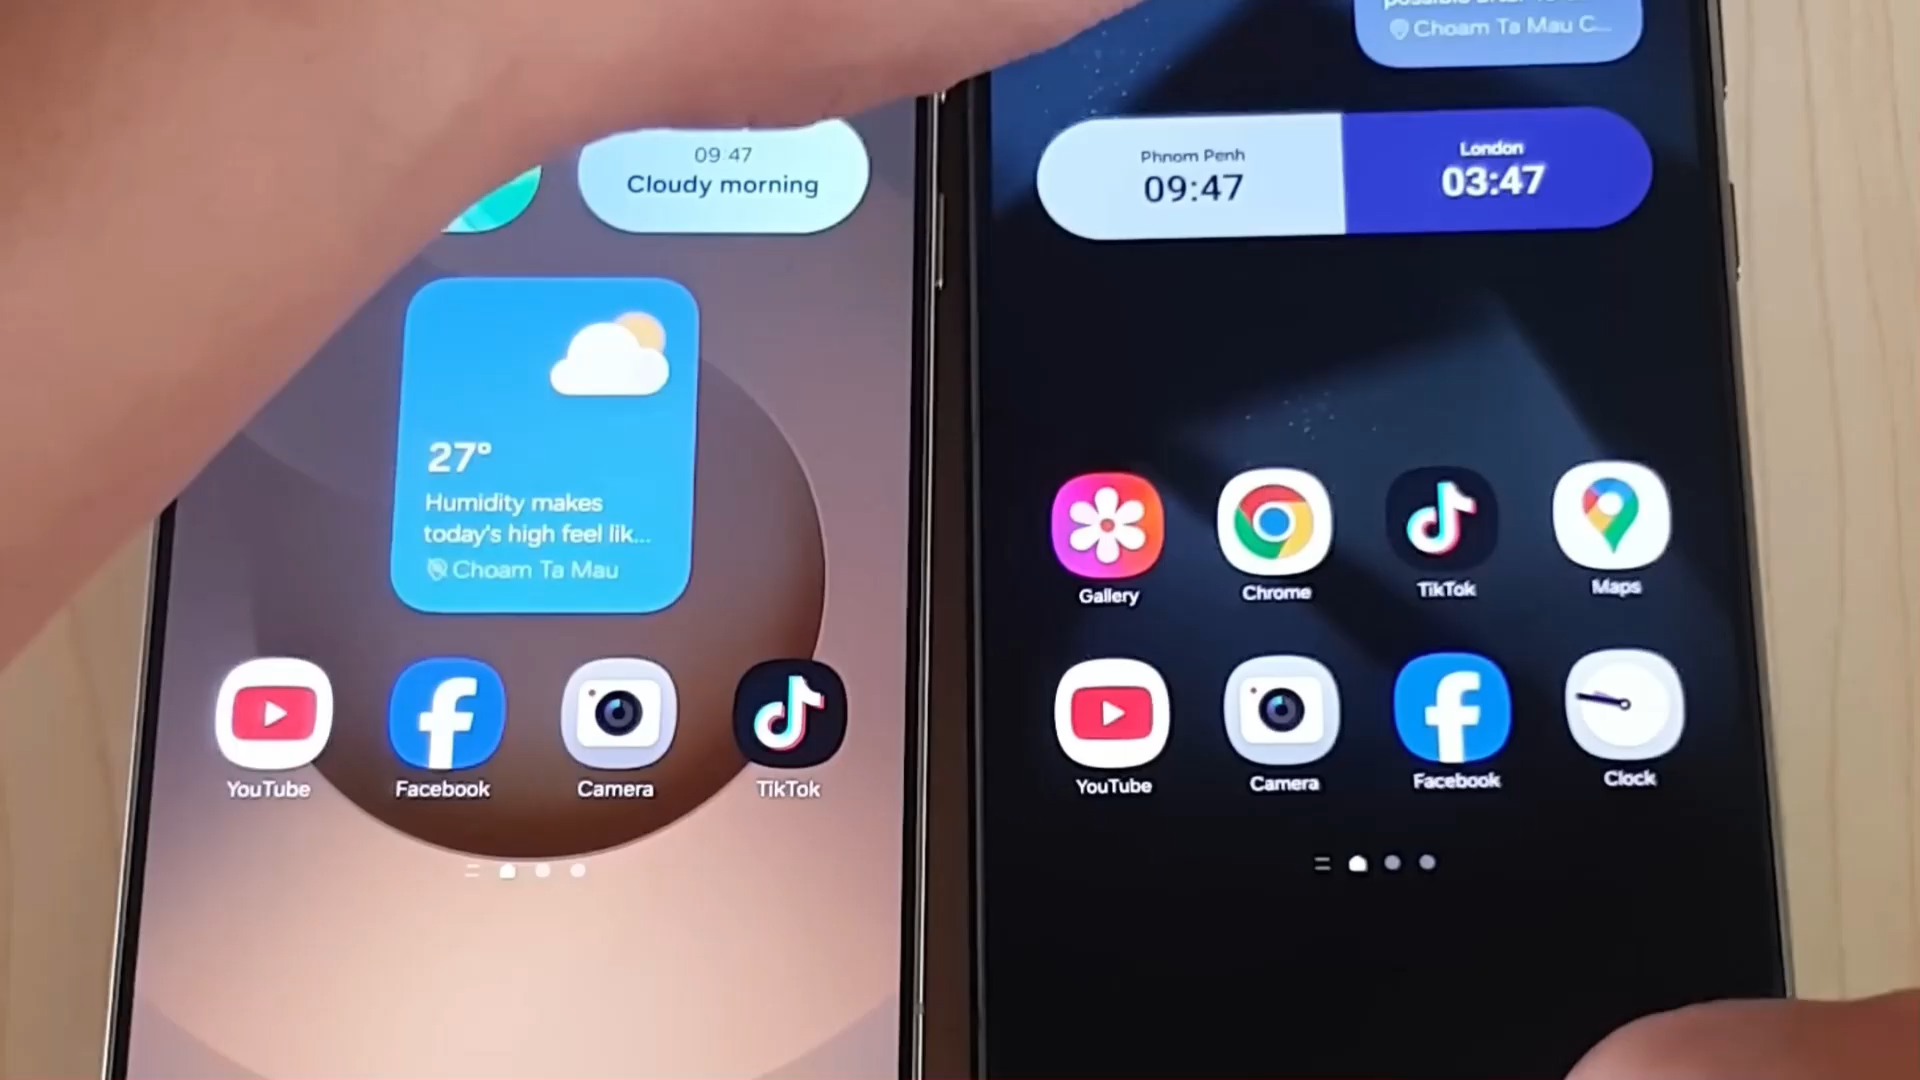 Choam Ta Mau C...
09:47
Cloudy morning
Phnom Penh
09:47
London
03:47
27°
Humidity makes
today's high feel lik...
Choam Ta Mau
Gallery
Chrome
TikTok
Maps
YouTube
Facebook
Camera
TikTok
YouTube
Camera
Facebook
Clock